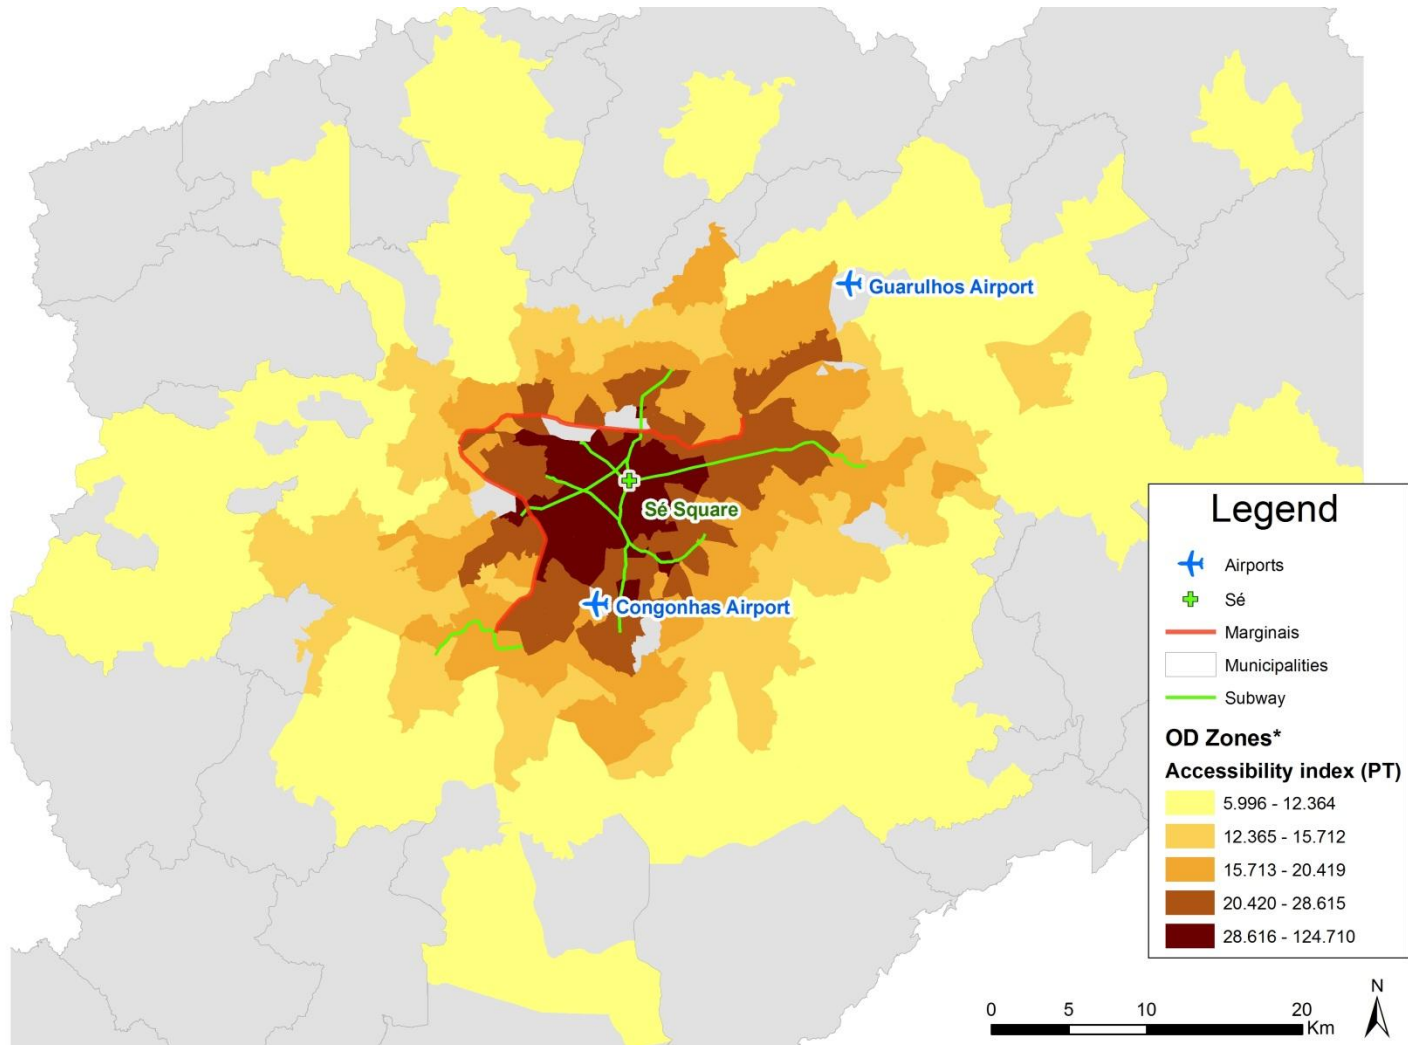 Guarulhos Airport
Sé Square
Congonhas Airport
Legend
Airports
Sé
Marginais
Municipalities
Subway
OD Zones*
Accessibility index (PT)
5.996 - 12.364
12.365 - 15.712
15.713 - 20.419
20.420 - 28.615
28.616 - 124.710
0 5 10 20
Km
N